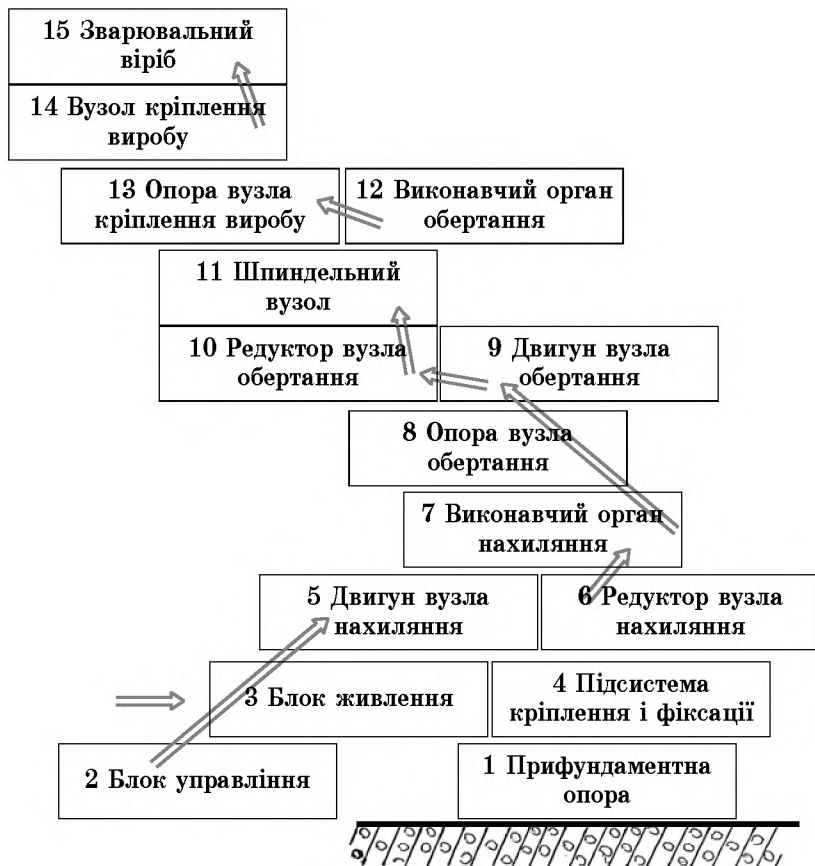 15 Зварювальний
віріб
14 Вузол кріплення
виробу
13 Опора вузла
кріплення виробу
12 Виконавчий орган
обертання
11 Шпиндельний
вузол
10 Редуктор вузла
обертання
9 Двигун вузла
обертання
8 Опора вузла
обертання
7 Виконавчий орган
нахиляння
5 Двигун вузла
нахиляння
6 Редуктор вузла
нахиляння
3 Блок живлення
4 Підсистема
кріплення і фіксації
2 Блок управління
1 Прифундаментна
опора